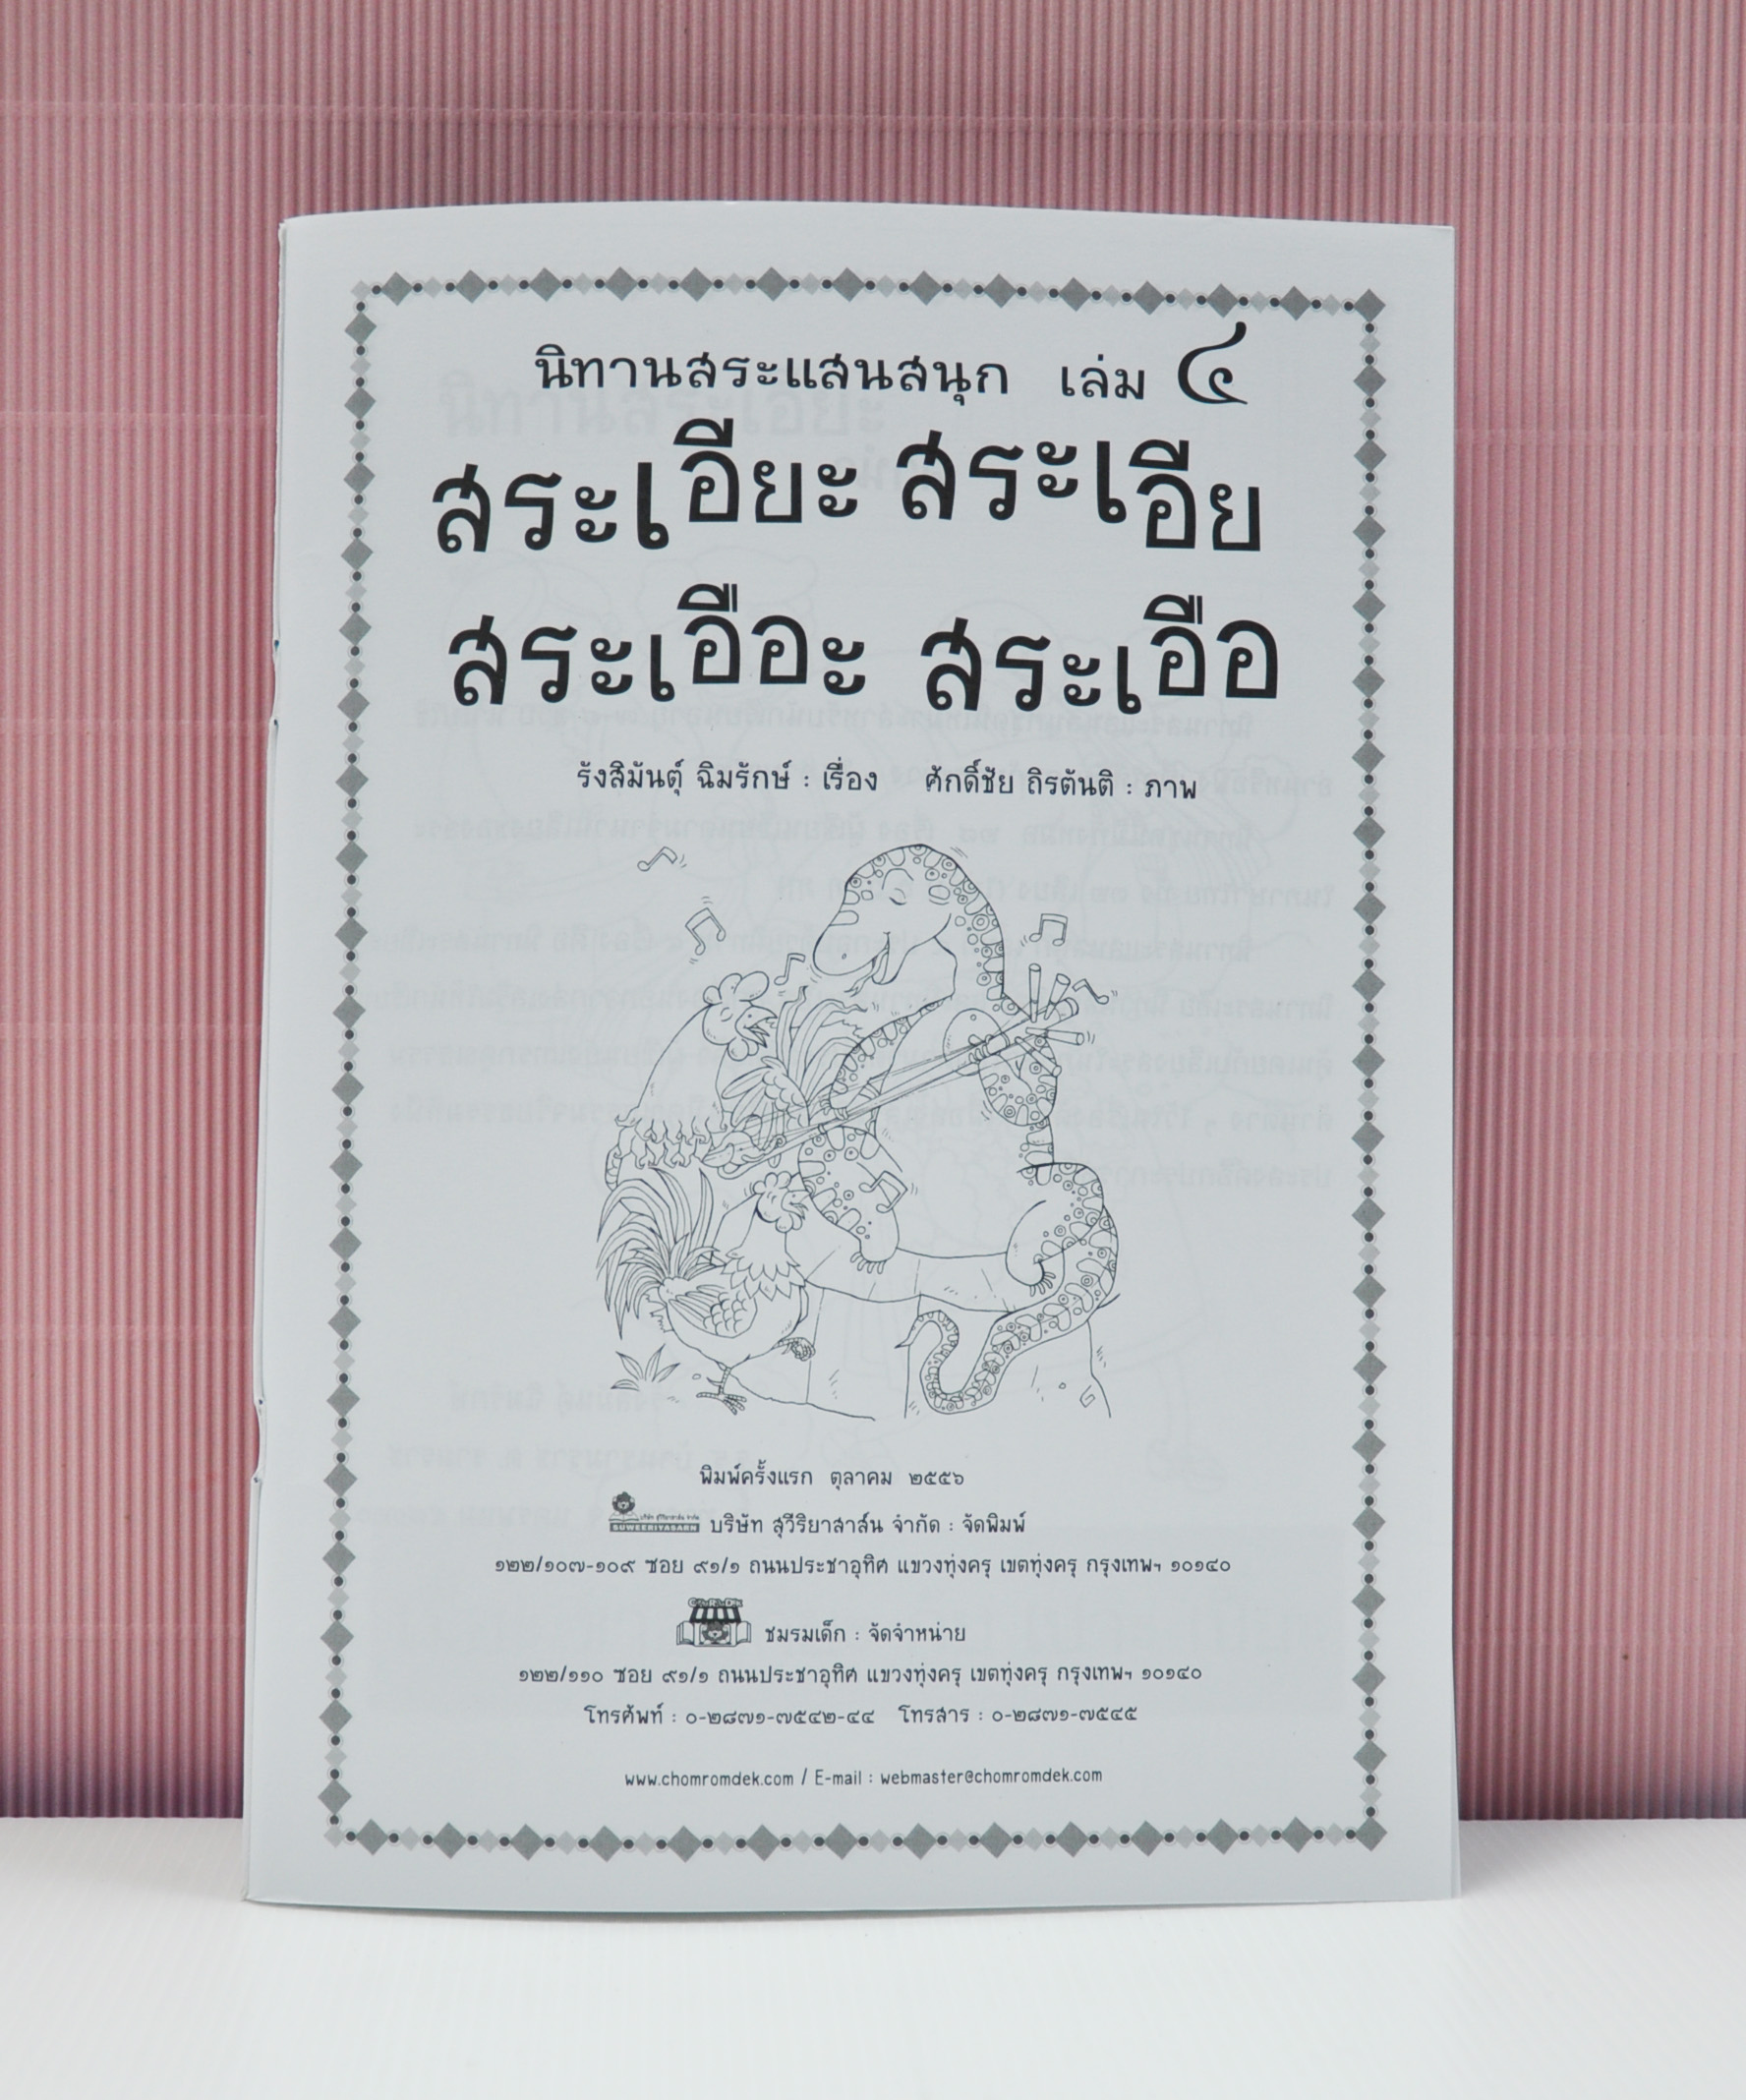 นิทานสระแสนสนุก เล่ม ๔
สระเอียะ สระเอีย
สระเอือะ สระเอือ
รังสิมันตุ์ ฉิมรักษ์ : เรื่อง ศักดิ์ชัย ถิรตันติ : ภาพ
พิมพ์ครั้งแรก ตุลาคม ๒๕๕๖
SUWEERIYASARN บริษัท สุวีริยาสาส์น จำกัด : จัดพิมพ์
๑๒๒/๑๐๗-๑๐๙ ซอย ๙๑/๑ ถนนประชาอุทิศ แขวงทุ่งครุ เขตทุ่งครุ กรุงเทพฯ ๑๐๑๔๐
ชมรมเด็ก : จัดจำหน่าย
๑๒๒/๑๑๐ ซอย ๙๑/๑ ถนนประชาอุทิศ แขวงทุ่งครุ เขตทุ่งครุ กรุงเทพฯ ๑๐๑๔๐
โทรศัพท์ : ๐-๒๘๗๑-๗๕๔๒-๔๔ โทรสาร : ๐-๒๘๗๑-๗๕๔๕
www.chomromdek.com / E-mail : webmaster@chomromdek.com